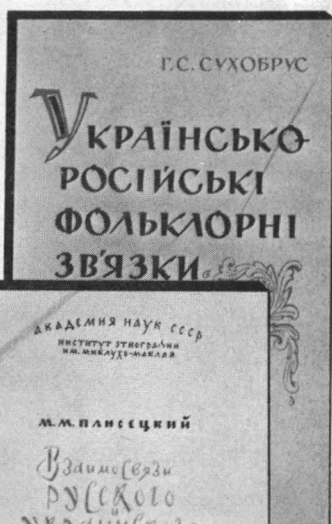 Г.С. СУХОБРУС
УКРАЇНСЬКО-
РОСІЙСЬКІ
ФОЛЬКЛОРНІ
ЗВ'ЯЗКИ
АКАДЕМИЯ НАУК СССР
ИНСТИТУТ ЭТНОГРАФИИ
ИМ. МИКЛУХО-МАКЛАЯ
М.М. ПЛИСЕЦКИЙ
Взаимосвязи
русского
и